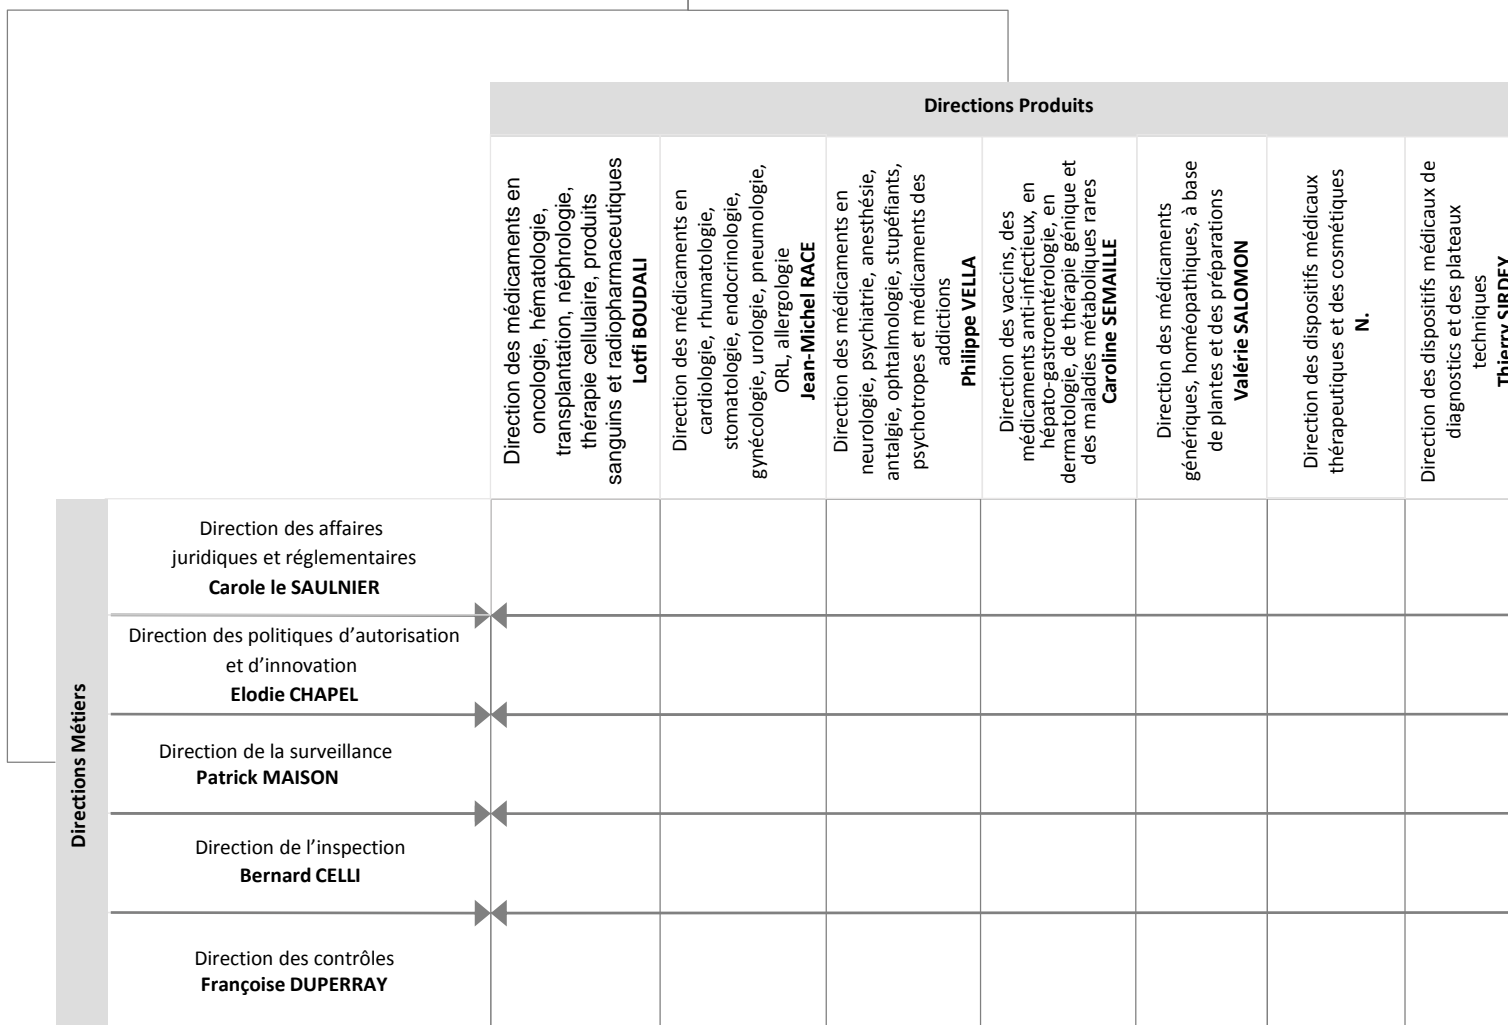 Directions Produits
Direction des médicaments en
oncologie, hématologie,
transplantation, néphrologie,
thérapie cellulaire, produits
sanguins et radiopharmaceutiques
Lotfi BOUDALI
Direction des médicaments en
cardiologie, rhumatologie,
stomatologie, endocrinologie,
gynécologie, urologie, pneumologie,
ORL, allergologie
Jean-Michel RACE
Direction des médicaments en
neurologie, psychiatrie, anesthésie,
antalgie, ophtalmologie, stupéfiants,
psychotropes et médicaments des
addictions
Philippe VELLA
Direction des vaccins, des
médicaments anti-infectieux, en
hépato-gastroentérologie, en
dermatologie, de thérapie génique et
des maladies métaboliques rares
Caroline SEMAILLE
Direction des médicaments
génériques, homéopathiques, à base
de plantes et des préparations
Valérie SALOMON
Direction des dispositifs médicaux
thérapeutiques et des cosmétiques
N.
Direction des dispositifs médicaux de
diagnostics et des plateaux
techniques
Thierry SIRDEY
Directions Métiers
Direction des affaires
juridiques et réglementaires
Carole le SAULNIER
Direction des politiques d’autorisation
et d’innovation
Elodie CHAPEL
Direction de la surveillance
Patrick MAISON
Direction de l’inspection
Bernard CELLI
Direction des contrôles
Françoise DUPERRAY